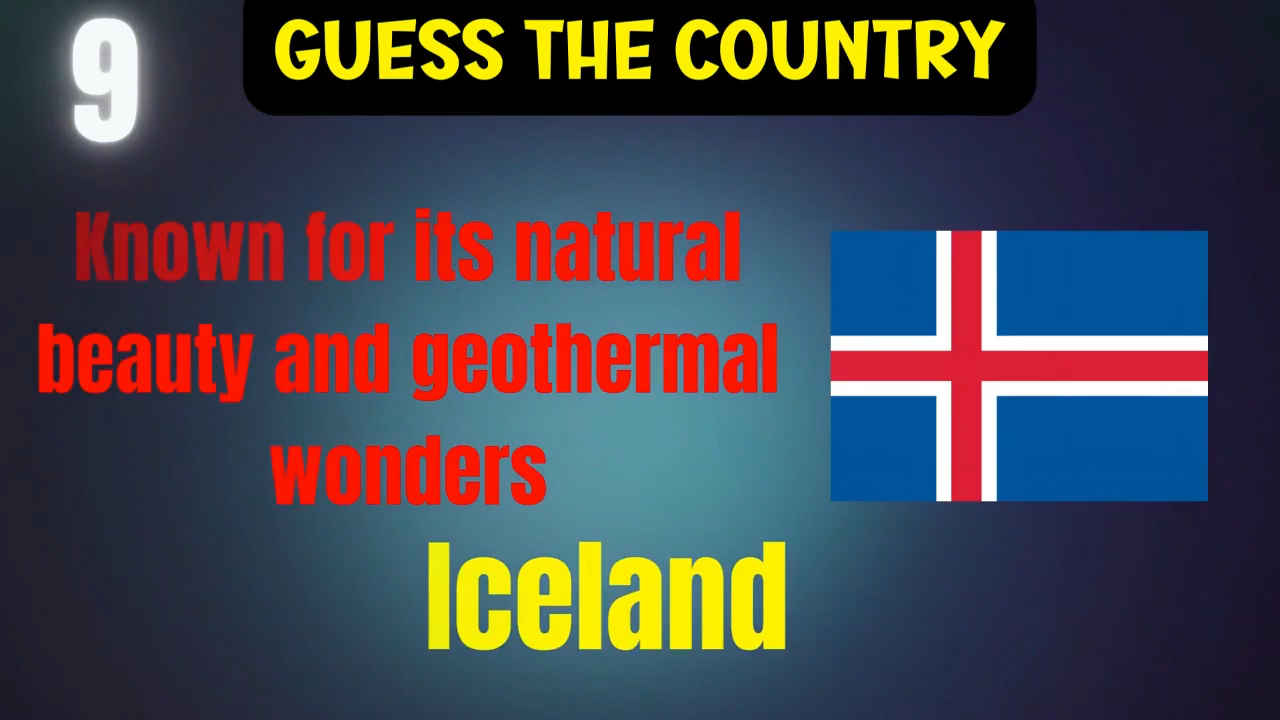 9
GUESS THE COUNTRY
Known for its natural
beauty and geothermal
wonders
Iceland